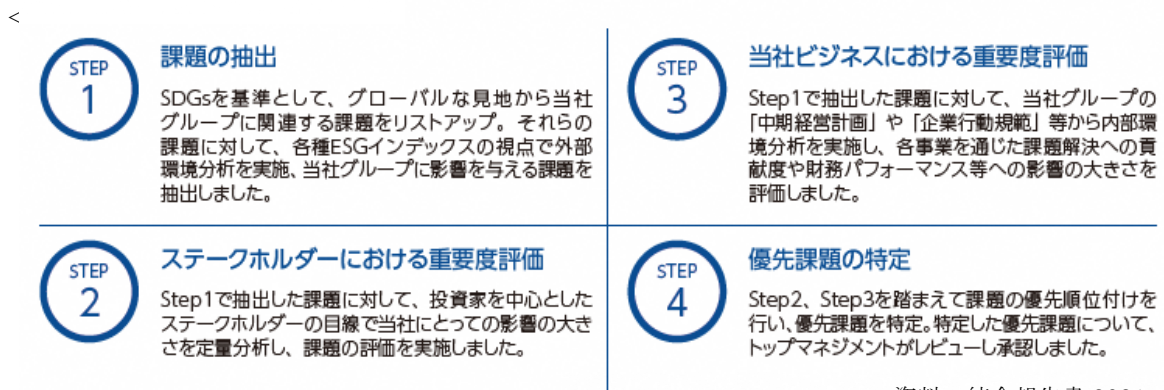 <
STEP
1
課題の抽出
SDGsを基準として、グローバルな見地から当社
グループに関連する課題をリストアップ。それらの
課題に対して、各種ESGインデックスの視点で外部
環境分析を実施、当社グループに影響を与える課題を
抽出しました。
STEP
2
ステークホルダーにおける重要度評価
Step1で抽出した課題に対して、投資家を中心とした
ステークホルダーの目線で当社にとっての影響の大き
さを定量分析し、課題の評価を実施しました。
STEP
3
当社ビジネスにおける重要度評価
Step1で抽出した課題に対して、当社グループの
「中期経営計画」や「企業行動規範」等から内部環
境分析を実施し、各事業を通じた課題解決への貢
献度や財務パフォーマンス等への影響の大きさを
評価しました。
STEP
4
優先課題の特定
Step2、Step3を踏まえて課題の優先順位付けを
行い、優先課題を特定。特定した優先課題について、
トップマネジメントがレビューし承認しました。